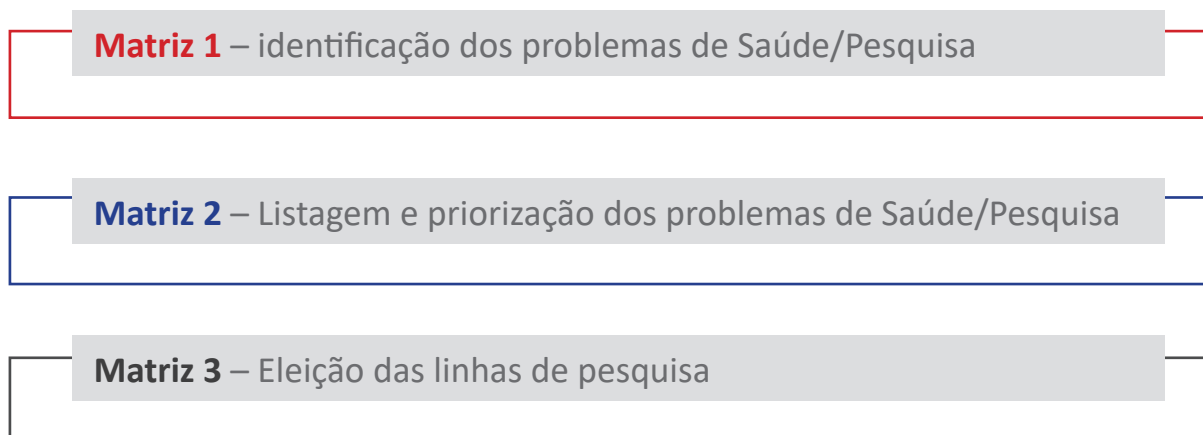 Matriz 1 – identificação dos problemas de Saúde/Pesquisa
Matriz 2 – Listagem e priorização dos problemas de Saúde/Pesquisa
Matriz 3 – Eleição das linhas de pesquisa